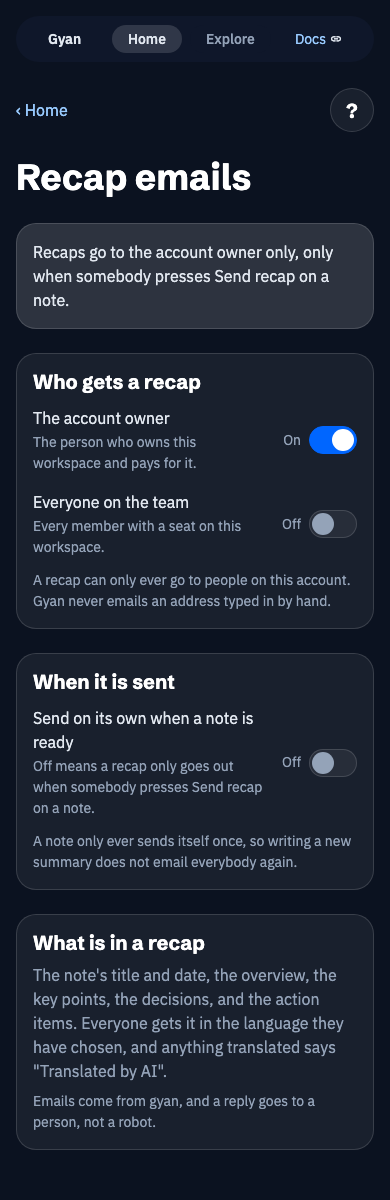 Gyan
Home
Explore
Docs
‹ Home
?
Recap emails
Recaps go to the account owner only, only
when somebody presses Send recap on a
note.
Who gets a recap
The account owner
The person who owns this
workspace and pays for it.
On
Everyone on the team
Every member with a seat on this
workspace.
Off
A recap can only ever go to people on this account.
Gyan never emails an address typed in by hand.
When it is sent
Send on its own when a note is
ready
Off means a recap only goes out
when somebody presses Send recap
on a note.
Off
A note only ever sends itself once, so writing a new
summary does not email everybody again.
What is in a recap
The note's title and date, the overview, the
key points, the decisions, and the action
items. Everyone gets it in the language they
have chosen, and anything translated says
"Translated by AI".
Emails come from gyan, and a reply goes to a
person, not a robot.